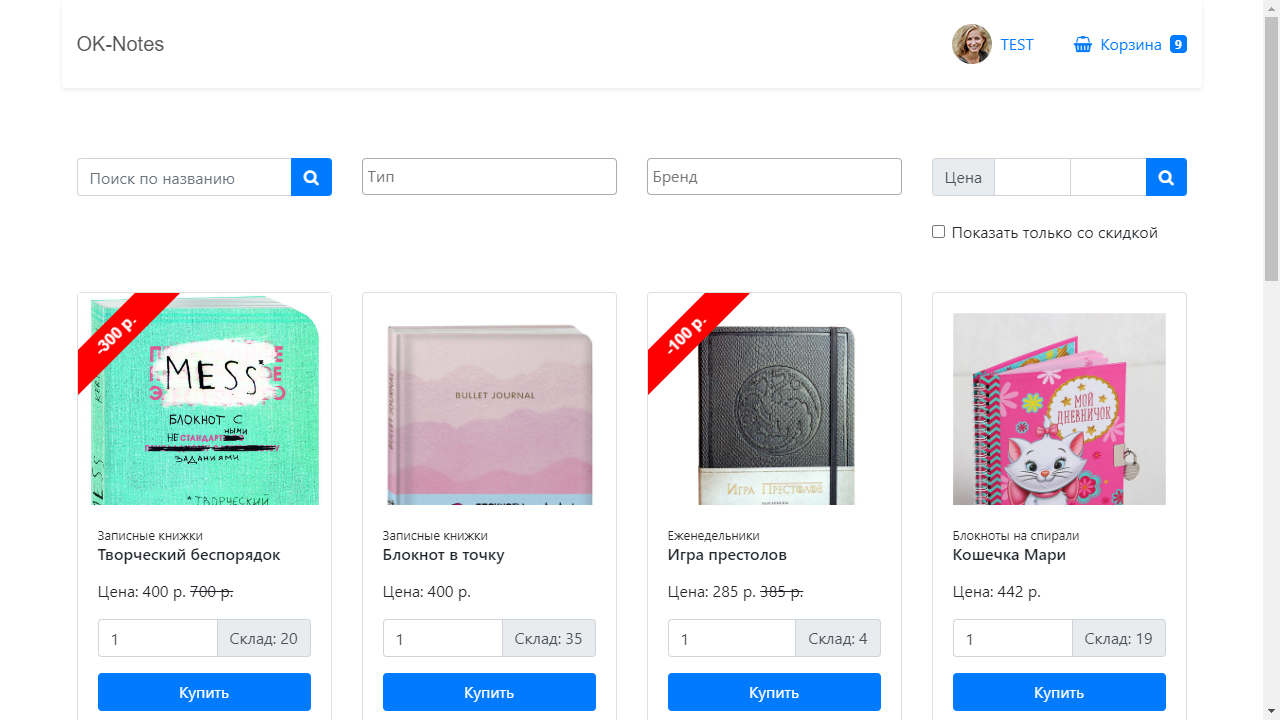 OK-Notes
TEST
Корзина 9
Поиск по названию
Тип
Бренд
Цена
Показать только со скидкой
-300 р.
MESS*
БЛОКНОТ С
НЕСТАНДАРТНЫМИ
ЗАДАНИЯМИ
*ТВОРЧЕСКИЙ
Записные книжки
Творческий беспорядок
Цена: 400 р. 700 р.
1
Склад: 20
Купить
BULLET JOURNAL
Записные книжки
Блокнот в точку
Цена: 400 р.
1
Склад: 35
Купить
-100 р.
ИГРА ПРЕСТОЛОВ
Еженедельники
Игра престолов
Цена: 285 р. 385 р.
1
Склад: 4
Купить
МОЙ
ДНЕВНИЧОК
Блокноты на спирали
Кошечка Мари
Цена: 442 р.
1
Склад: 19
Купить